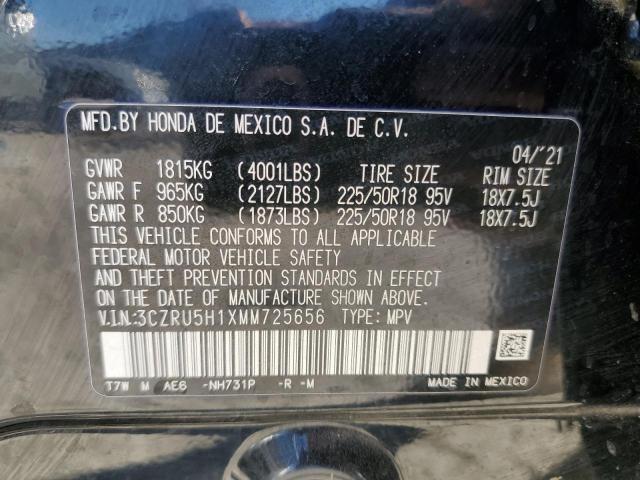 MFD.BY HONDA DE MEXICO S.A. DE C.V.
04/'21
GVWR 1815KG (4001LBS) TIRE SIZE RIM SIZE
GAWR F 965KG (2127LBS) 225/50R18 95V 18X7.5J
GAWR R 850KG (1873LBS) 225/50R18 95V 18X7.5J
THIS VEHICLE CONFORMS TO ALL APPLICABLE
FEDERAL MOTOR VEHICLE SAFETY
AND THEFT PREVENTION STANDARDS IN EFFECT
ON THE DATE OF MANUFACTURE SHOWN ABOVE.
V.I.N:3CZRU5H1XMM725656 TYPE: MPV
T7W M AE6 -NH731P -R -M MADE IN MEXICO